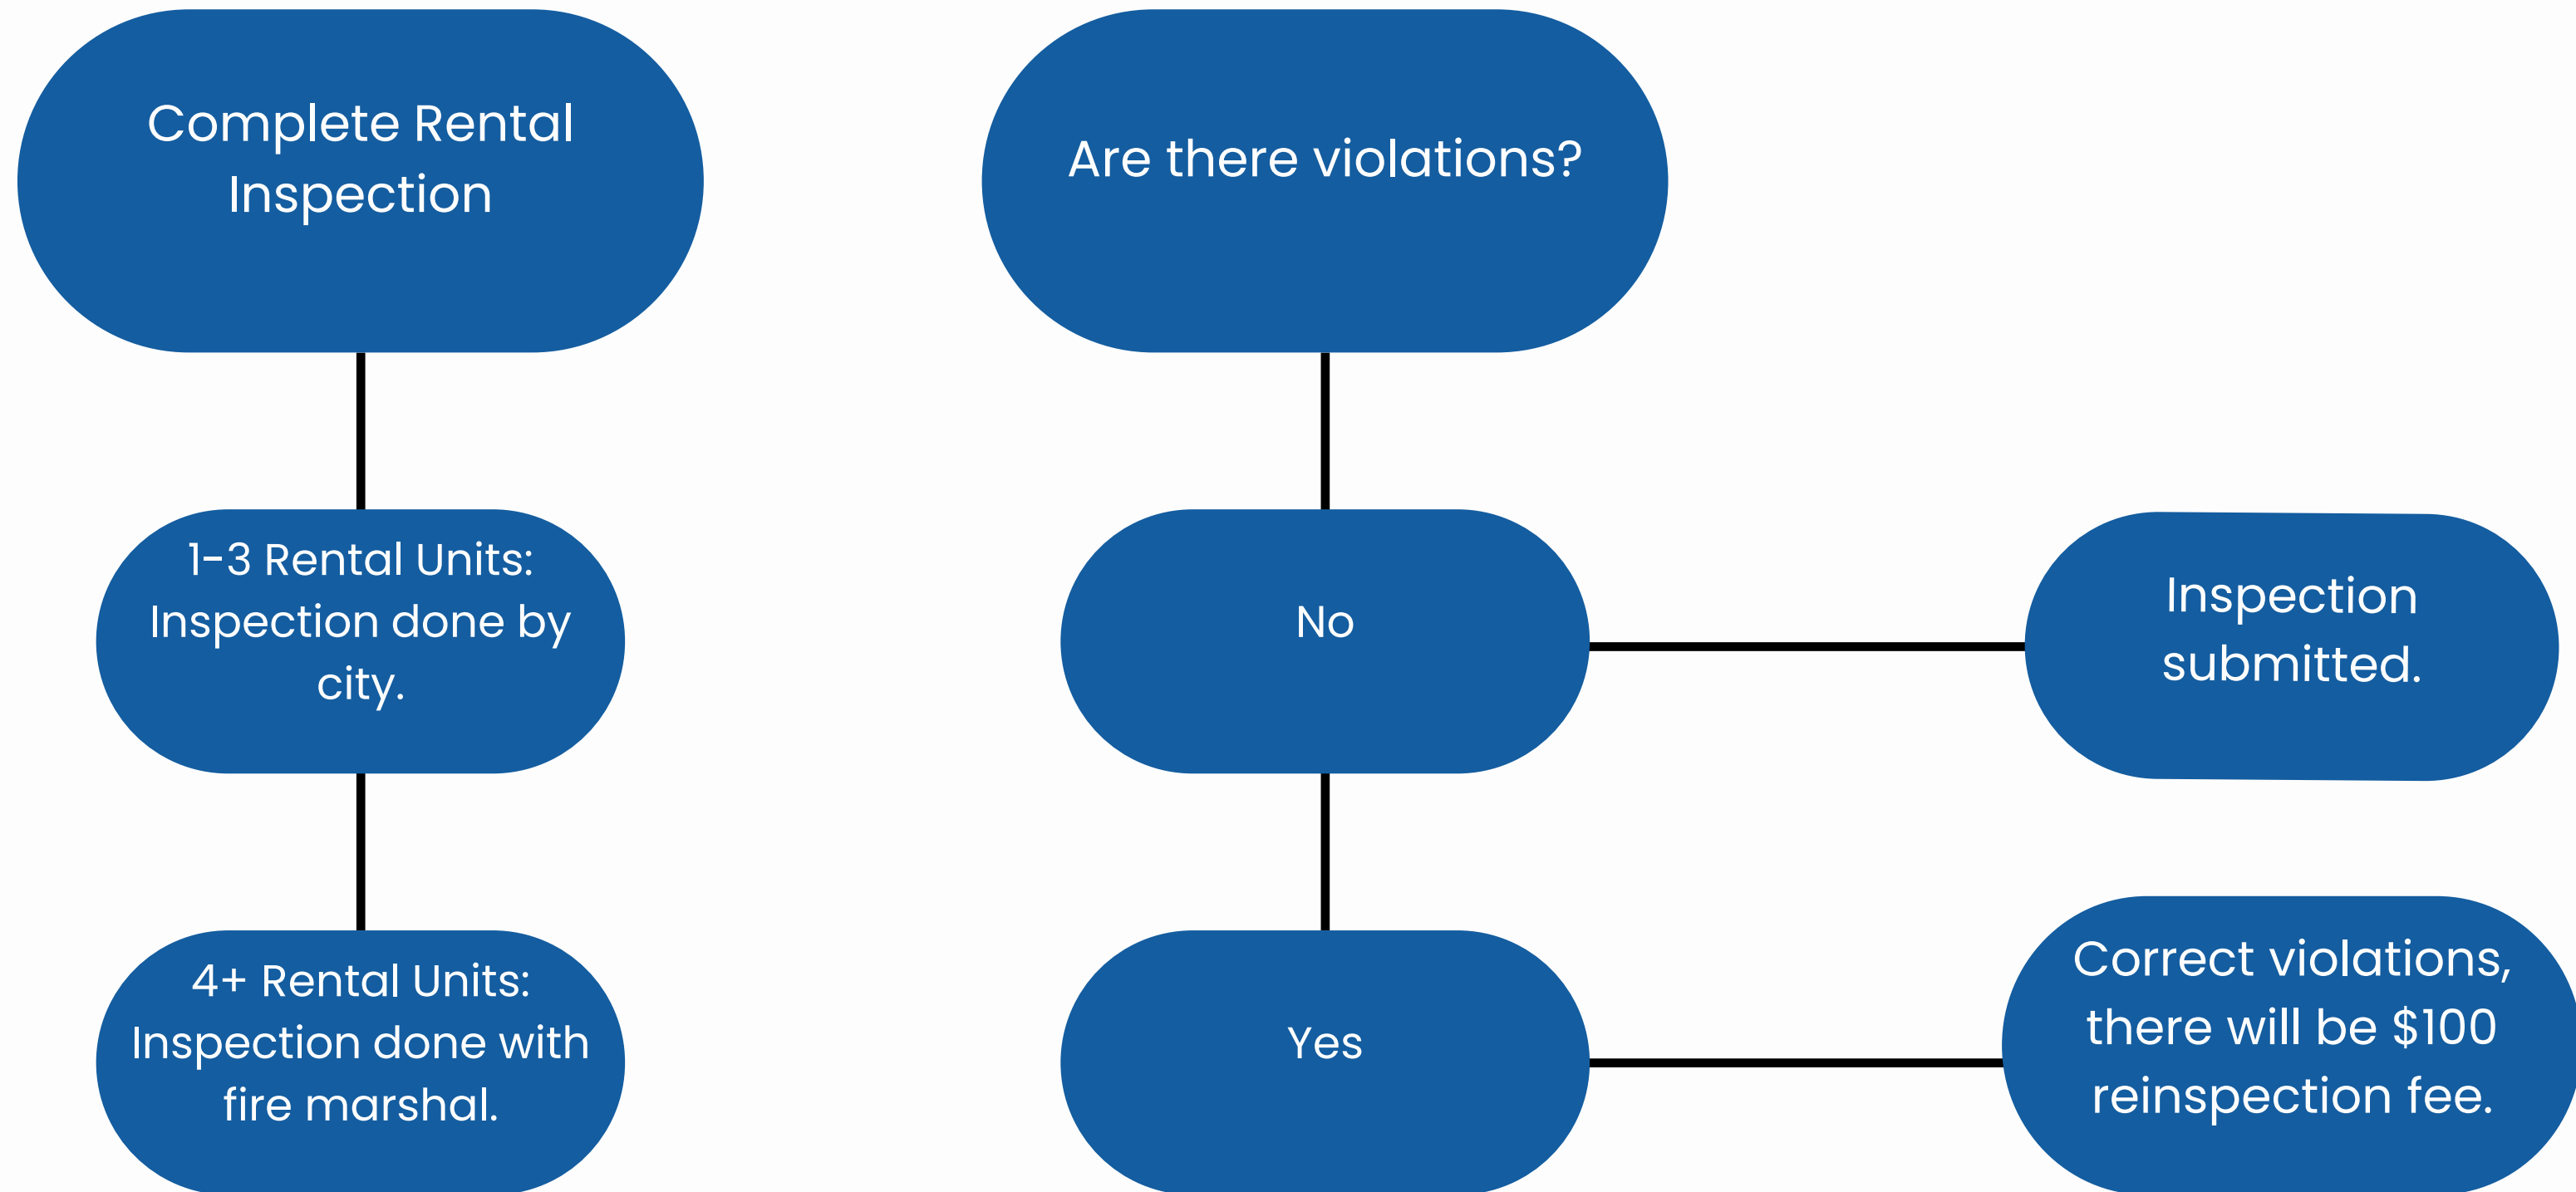 Complete Rental
Inspection
1-3 Rental Units:
Inspection done by
city.
4+ Rental Units:
Inspection done with
fire marshal.
Are there violations?
No
Inspection
submitted.
Yes
Correct violations,
there will be $100
reinspection fee.